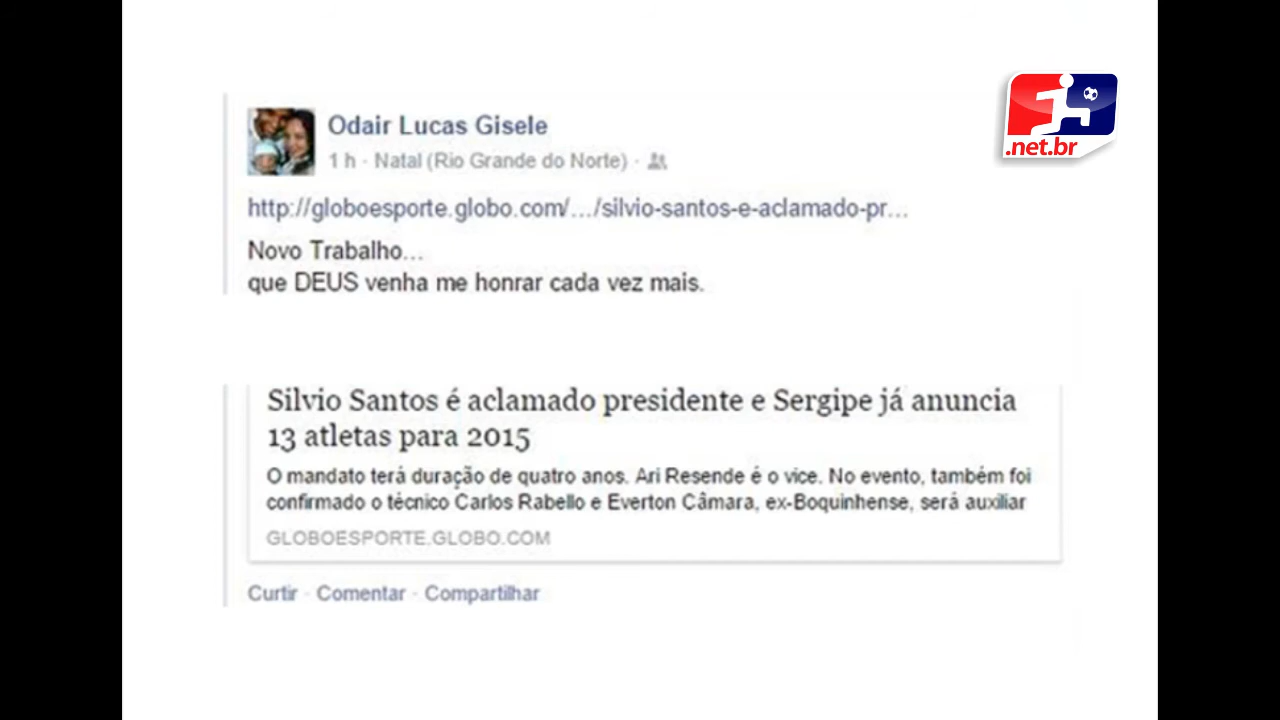 .net.br
Odair Lucas Gisele
1 h · Natal (Rio Grande do Norte) ·
http://globoesporte.globo.com/.../silvio-santos-e-aclamado-pr...
Novo Trabalho...
que DEUS venha me honrar cada vez mais.
Silvio Santos é aclamado presidente e Sergipe já anuncia
13 atletas para 2015
O mandato terá duração de quatro anos. Ari Resende é o vice. No evento, também foi
confirmado o técnico Carlos Rabello e Everton Câmara, ex-Boquinhense, será auxiliar
GLOBOESPORTE.GLOBO.COM
Curtir · Comentar · Compartilhar